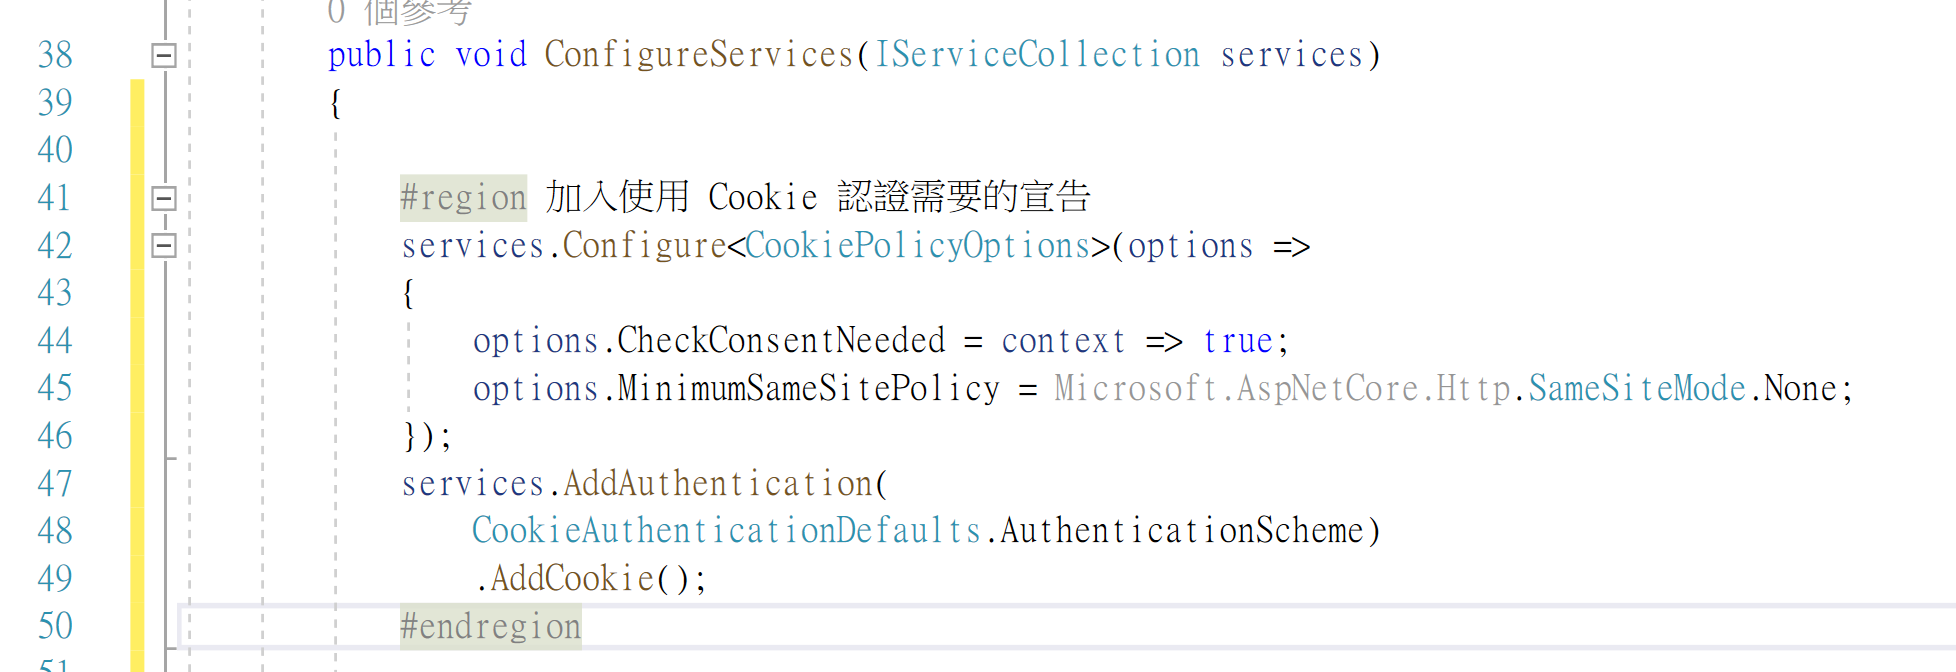 0 個參考
38 public void ConfigureServices(IServiceCollection services)
39 {
40
41 #region 加入使用 Cookie 認證需要的宣告
42 services.Configure<CookiePolicyOptions>(options =>
43 {
44 options.CheckConsentNeeded = context => true;
45 options.MinimumSameSitePolicy = Microsoft.AspNetCore.Http.SameSiteMode.None;
46 });
47 services.AddAuthentication(
48 CookieAuthenticationDefaults.AuthenticationScheme)
49 .AddCookie();
50 #endregion
51